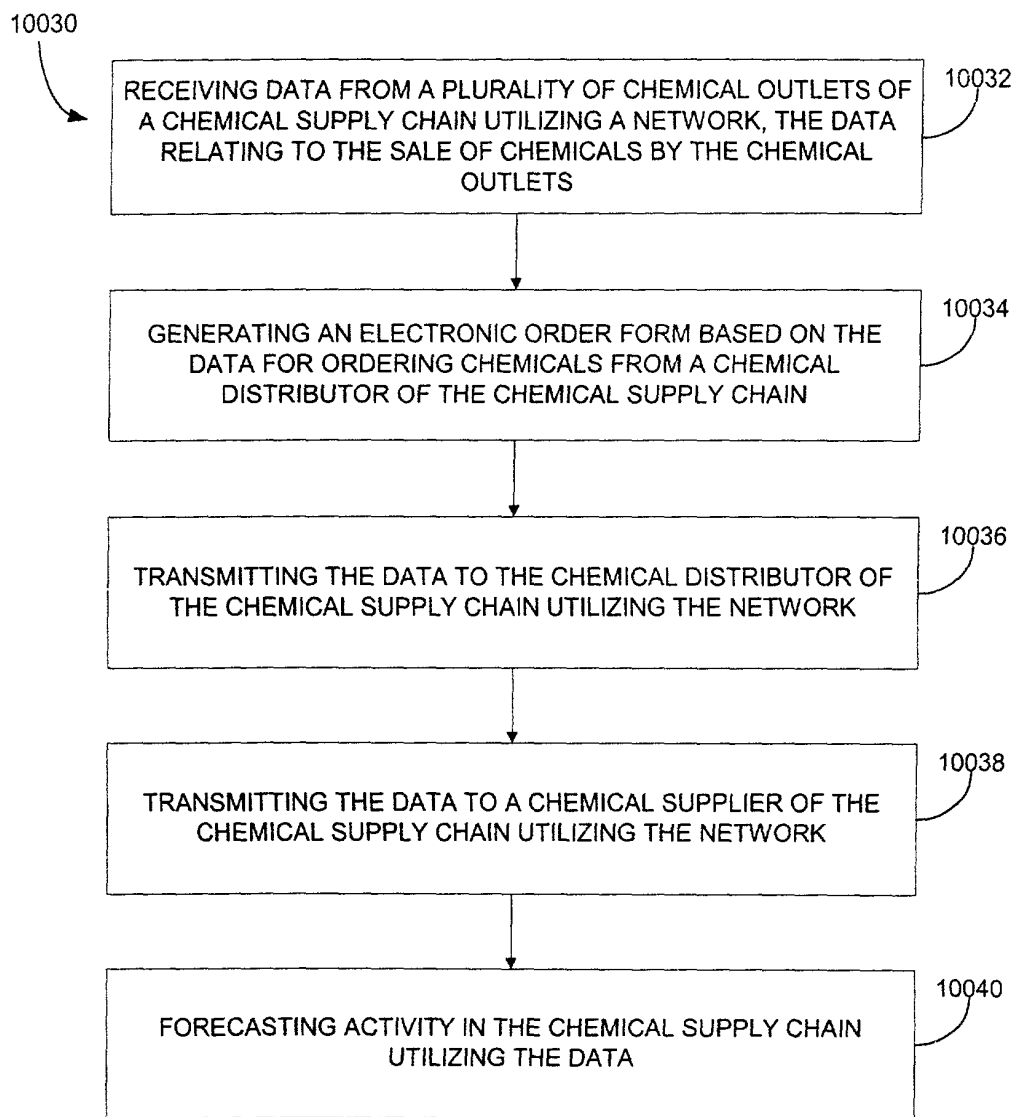 10030
10032
RECEIVING DATA FROM A PLURALITY OF CHEMICAL OUTLETS OF
A CHEMICAL SUPPLY CHAIN UTILIZING A NETWORK, THE DATA
RELATING TO THE SALE OF CHEMICALS BY THE CHEMICAL
OUTLETS
10034
GENERATING AN ELECTRONIC ORDER FORM BASED ON THE
DATA FOR ORDERING CHEMICALS FROM A CHEMICAL
DISTRIBUTOR OF THE CHEMICAL SUPPLY CHAIN
10036
TRANSMITTING THE DATA TO THE CHEMICAL DISTRIBUTOR OF
THE CHEMICAL SUPPLY CHAIN UTILIZING THE NETWORK
10038
TRANSMITTING THE DATA TO A CHEMICAL SUPPLIER OF THE
CHEMICAL SUPPLY CHAIN UTILIZING THE NETWORK
10040
FORECASTING ACTIVITY IN THE CHEMICAL SUPPLY CHAIN
UTILIZING THE DATA